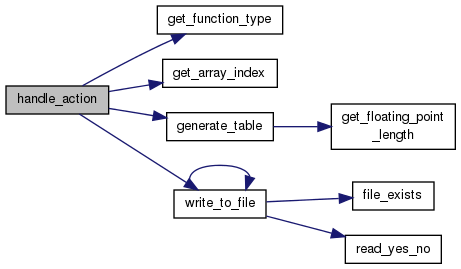 get_function_type
get_array_index
handle_action
generate_table
get_floating_point
_length
write_to_file
file_exists
read_yes_no